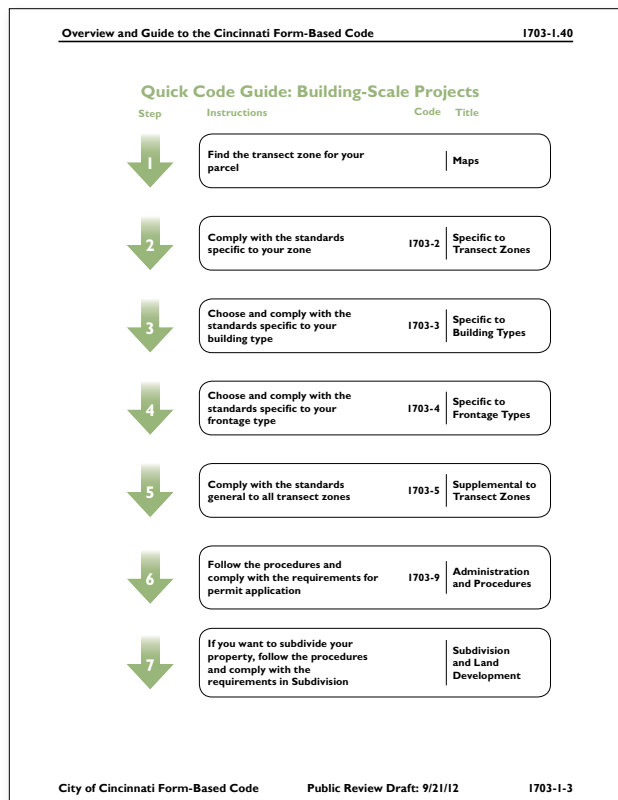 Overview and Guide to the Cincinnati Form-Based Code 1703-1.40
Quick Code Guide: Building-Scale Projects
Step Instructions Code Title
1
Find the transect zone for your
parcel
Maps
2
Comply with the standards
specific to your zone
1703-2
Specific to
Transect Zones
3
Choose and comply with the
standards specific to your
building type
1703-3
Specific to
Building Types
4
Choose and comply with the
standards specific to your
frontage type
1703-4
Specific to
Frontage Types
5
Comply with the standards
general to all transect zones
1703-5
Supplemental to
Transect Zones
6
Follow the procedures and
comply with the requirements for
permit application
1703-9
Administration
and Procedures
7
If you want to subdivide your
property, follow the procedures
and comply with the
requirements in Subdivision
Subdivision
and Land
Development
City of Cincinnati Form-Based Code Public Review Draft: 9/21/12 1703-1-3